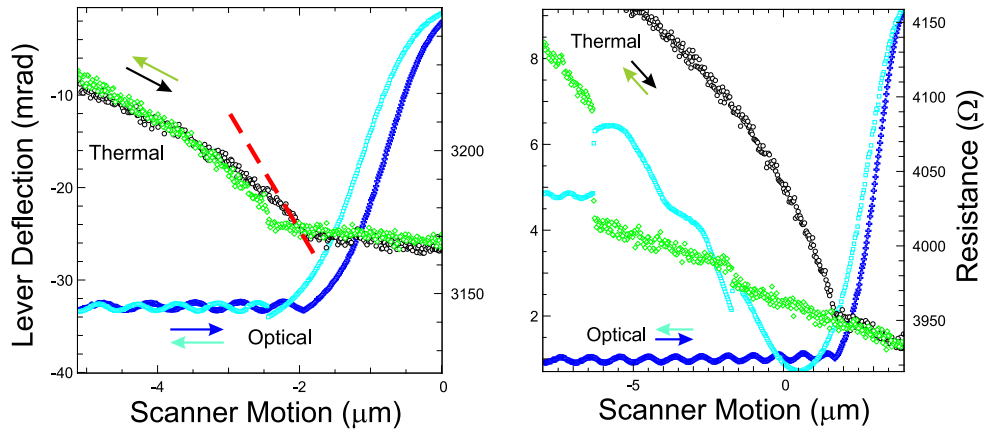 Lever Deflection (mrad)
-10
-20
-30
-40
3200
3150
Thermal
Optical
-4
-2
0
Scanner Motion (µm)
8
6
4
2
Thermal
Optical
4150
4100
4050
4000
3950
Resistance (Ω)
-5
0
Scanner Motion (µm)